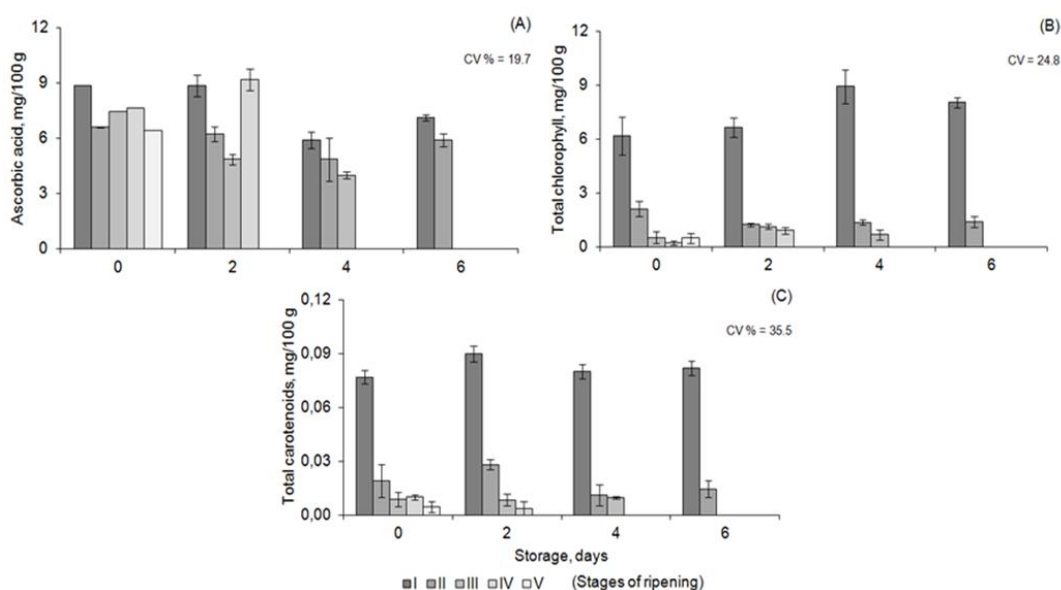 (A)
CV % = 19.7
Ascorbic acid, mg/100 g
12
9
6
3
0
0 2 4 6
(B)
CV = 24.8
Total chlorophyll, mg/100 g
12
9
6
3
0
0 2 4 6
(C)
CV % = 35.5
Total carotenoids, mg/100 g
0,12
0,09
0,06
0,03
0,00
0 2 4 6
Storage, days
I II III IV V (Stages of ripening)